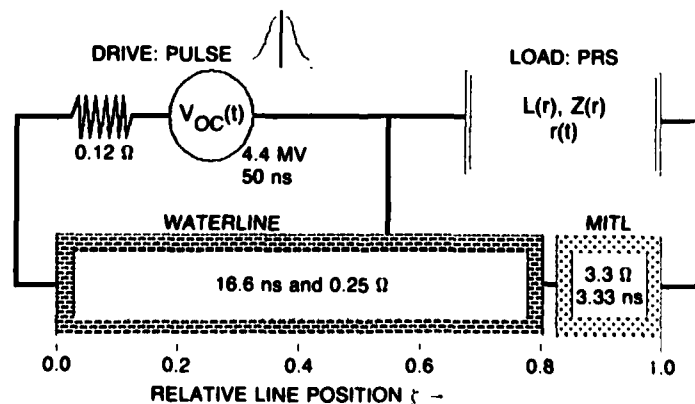 DRIVE: PULSE
LOAD: PRS
V_OC(t)
L(r), Z(r)
r(t)
0.12 Ω
4.4 MV
50 ns
WATERLINE
MITL
16.6 ns and 0.25 Ω
3.3 Ω
3.33 ns
0.0 0.2 0.4 0.6 0.8 1.0
RELATIVE LINE POSITION ζ →